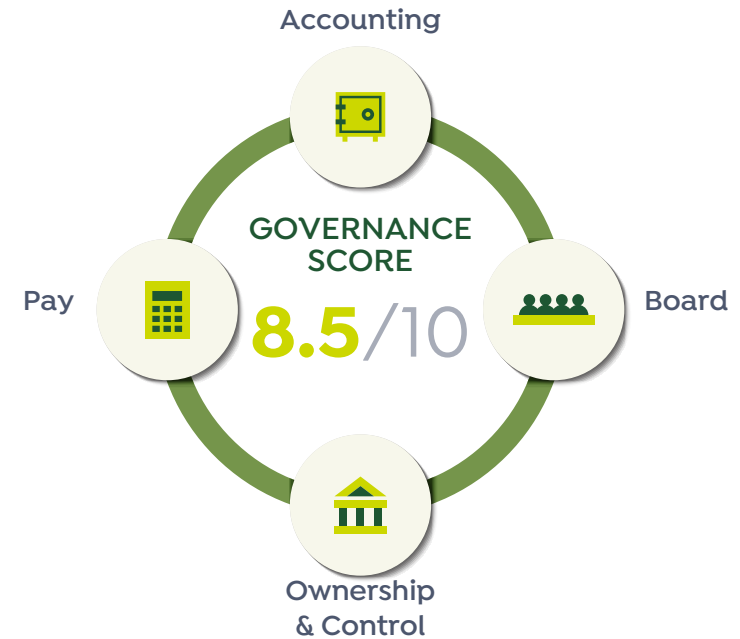 Accounting
GOVERNANCE
SCORE
Pay
8.5/10
Board
Ownership
& Control